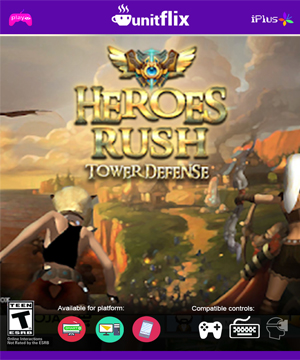 play
unitflix
iPlus
HEROES
RUSH
TOWER DEFENSE
TEEN
T
ESRB
Online Interactions
Not Rated by the ESRB
Available for platform:
Compatible controls: